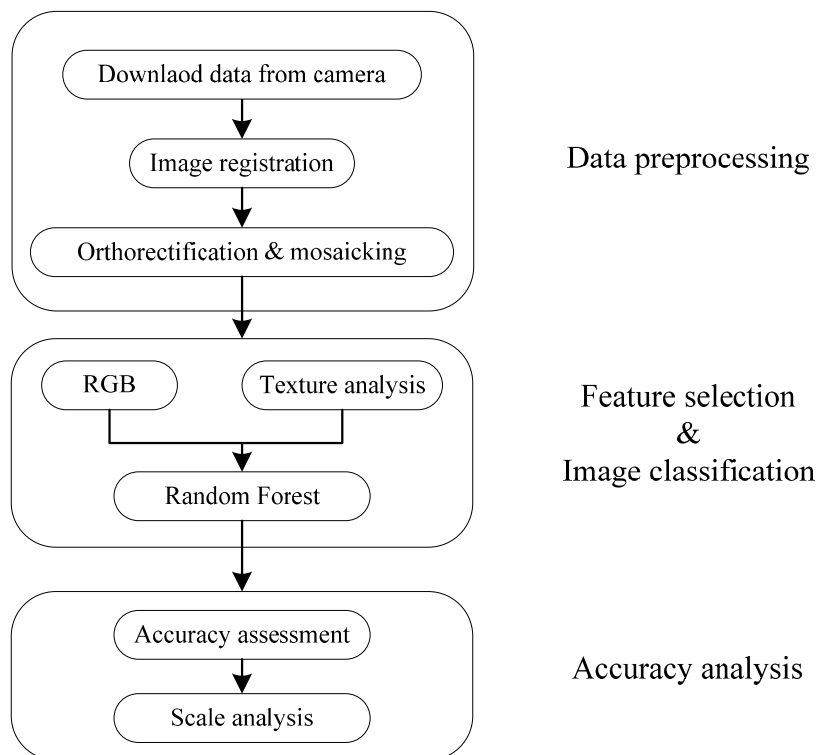 Downlaod data from camera
Image registration
Data preprocessing
Orthorectification & mosaicking
RGB
Texture analysis
Feature selection
&
Image classification
Random Forest
Accuracy assessment
Accuracy analysis
Scale analysis